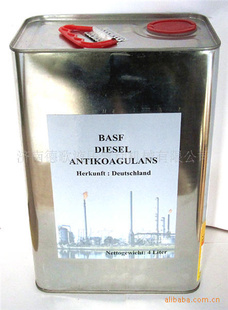 BASF
DIESEL
ANTIKOAGULANS
Herkunft : Deutschland
Nettogewicht: 4 Liter
alibaba.com.cn